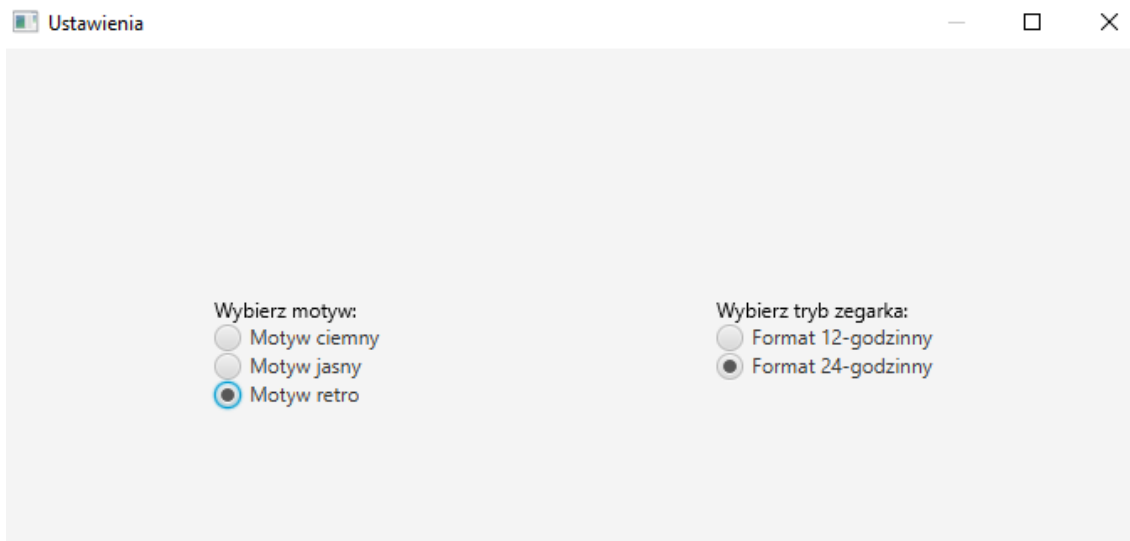 Ustawienia
Wybierz motyw:
Motyw ciemny
Motyw jasny
Motyw retro
Wybierz tryb zegarka:
Format 12-godzinny
Format 24-godzinny